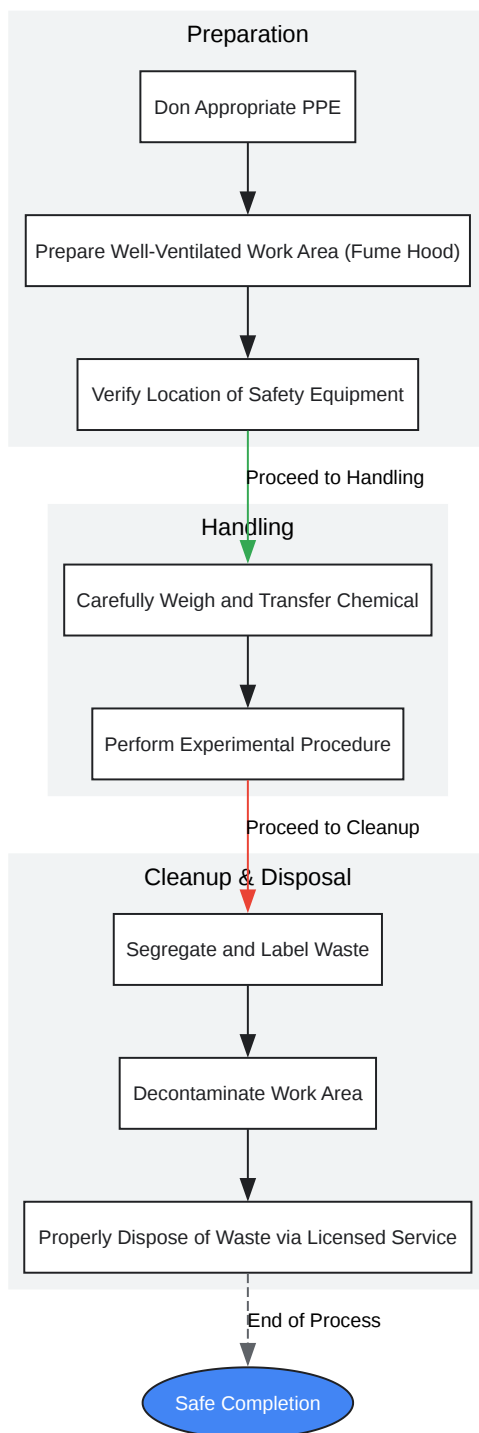 Preparation
Don Appropriate PPE
Prepare Well-Ventilated Work Area (Fume Hood)
Verify Location of Safety Equipment
Proceed to Handling
Handling
Carefully Weigh and Transfer Chemical
Perform Experimental Procedure
Proceed to Cleanup
Cleanup & Disposal
Segregate and Label Waste
Decontaminate Work Area
Properly Dispose of Waste via Licensed Service
End of Process
Safe Completion